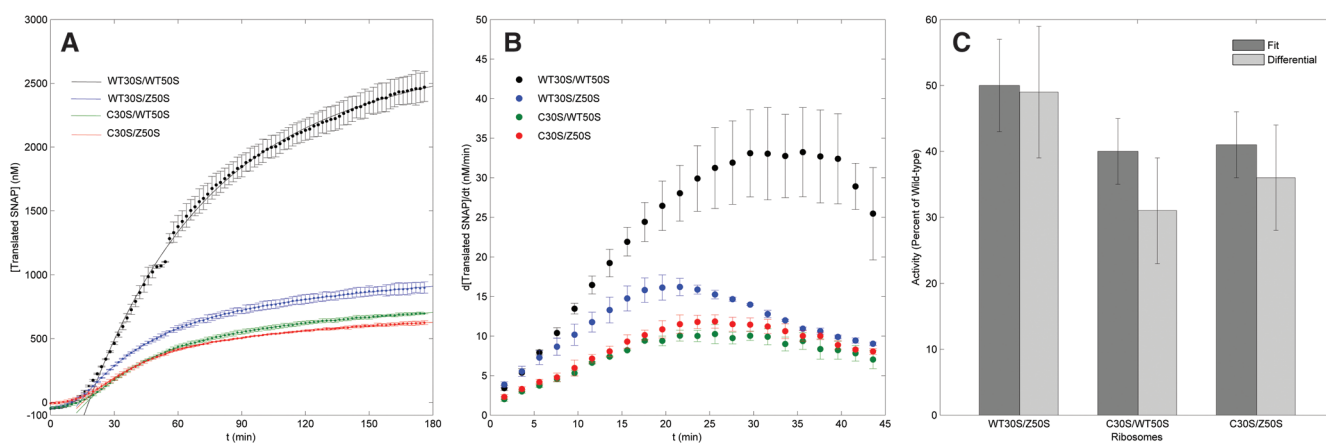 A
[Translated SNAP] (nM)
3000
2500
2000
1500
1000
500
0
-100
WT30S/WT50S
WT30S/Z50S
C30S/WT50S
C30S/Z50S
0 30 60 90 120 150 180
t (min)
B
d[Translated SNAP]/dt (nM/min)
50
45
40
35
30
25
20
15
10
5
0
WT30S/WT50S
WT30S/Z50S
C30S/WT50S
C30S/Z50S
0 5 10 15 20 25 30 35 40 45
t (min)
C
Activity (Percent of Wild-type)
60
50
40
30
20
10
0
Fit
Differential
WT30S/Z50S C30S/WT50S C30S/Z50S
Ribosomes